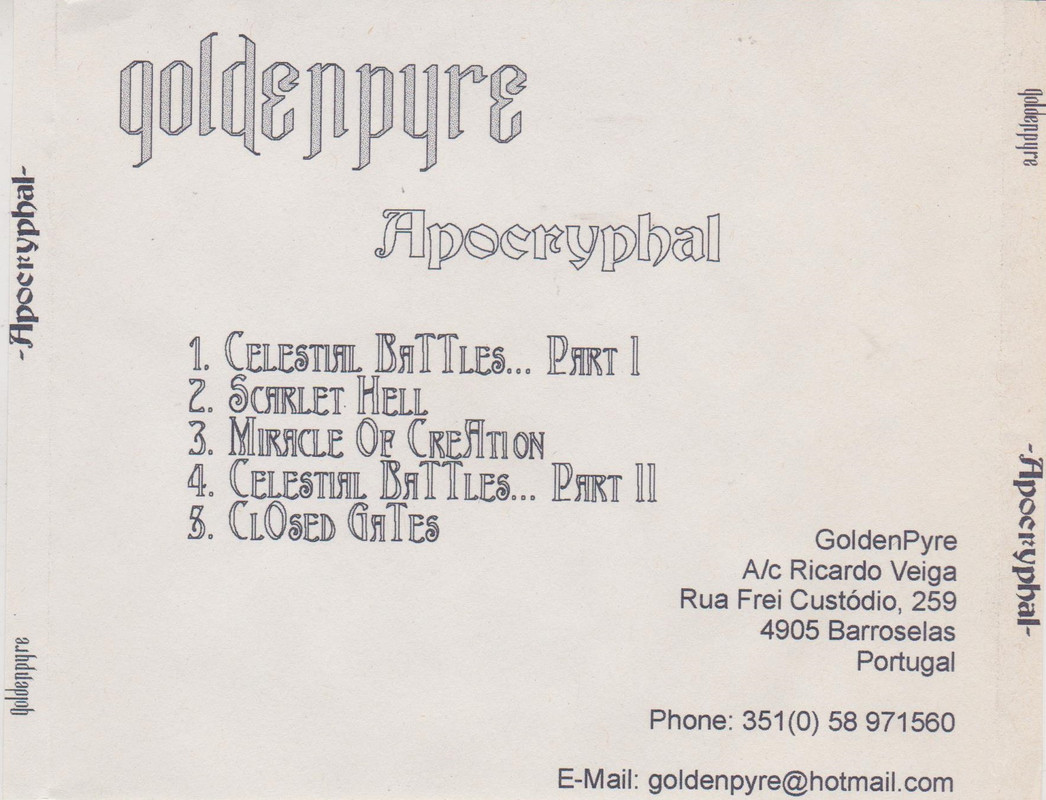 goldenpyre
Apocryphal
1. CELESTIAL BATTLES... PART I
2. SCARLET HELL
3. MIRACLE OF CREATION
4. CELESTIAL BATTLES... PART II
5. CLOSED GATES
GoldenPyre
A/c Ricardo Veiga
Rua Frei Custódio, 259
4905 Barroselas
Portugal
Phone: 351(0) 58 971560
E-Mail: goldenpyre@hotmail.com
-Apocryphal-
goldenpyre
goldenpyre
-Apocryphal-